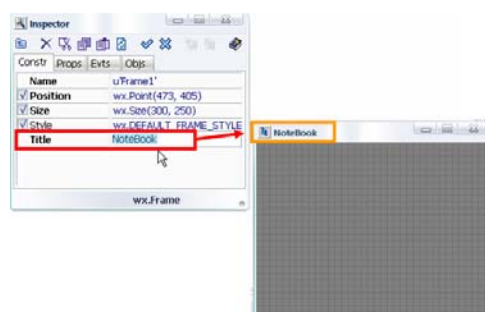 Inspector
Constr Props Evts Objs
Name u'Frame1'
Position wx.Point(473, 405)
Size wx.Size(300, 250)
Style wx.DEFAULT_FRAME_STYLE
Title NoteBook
wx.Frame
NoteBook